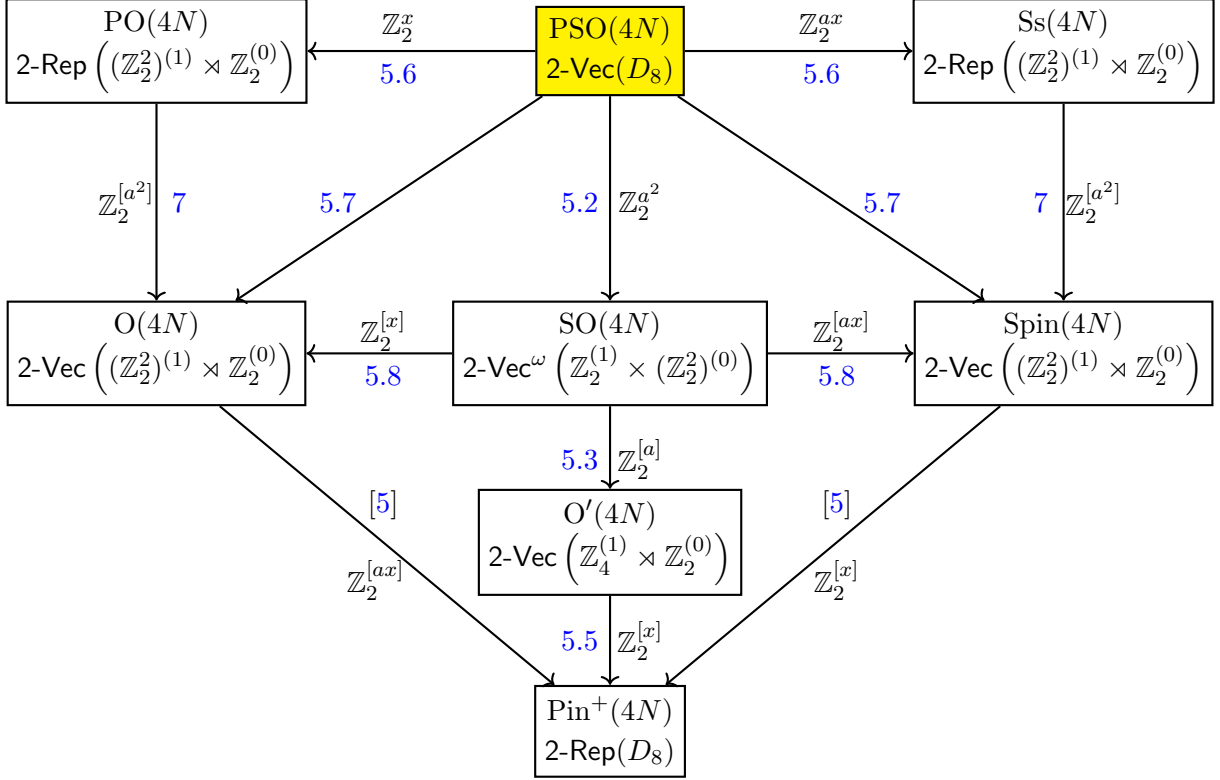 PO(4N)
2-Rep ((ℤ₂²)⁽¹⁾ ⋊ ℤ₂⁽⁰⁾)
ℤ₂ˣ
5.6
PSO(4N)
2-Vec(D₈)
ℤ₂ᵃˣ
5.6
Ss(4N)
2-Rep ((ℤ₂²)⁽¹⁾ ⋊ ℤ₂⁽⁰⁾)
ℤ₂^{[a²]} 7
5.7
5.2 ℤ₂^{a²}
5.7
7 ℤ₂^{[a²]}
O(4N)
2-Vec ((ℤ₂²)⁽¹⁾ ⋊ ℤ₂⁽⁰⁾)
ℤ₂^{[x]}
5.8
SO(4N)
2-Vec^ω (ℤ₂⁽¹⁾ × (ℤ₂²)⁽⁰⁾)
ℤ₂^{[ax]}
5.8
Spin(4N)
2-Vec ((ℤ₂²)⁽¹⁾ ⋊ ℤ₂⁽⁰⁾)
5.3 ℤ₂^{[a]}
[5]
ℤ₂^{[ax]}
O′(4N)
2-Vec (ℤ₄⁽¹⁾ ⋊ ℤ₂⁽⁰⁾)
[5]
ℤ₂^{[x]}
5.5 ℤ₂^{[x]}
Pin⁺(4N)
2-Rep(D₈)